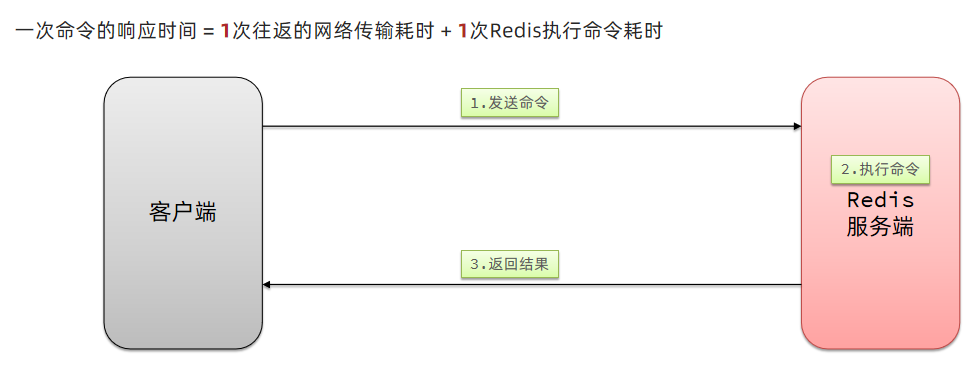 一次命令的响应时间 = 1次往返的网络传输耗时 + 1次Redis执行命令耗时
1.发送命令
2.执行命令
客户端
Redis
服务端
3.返回结果